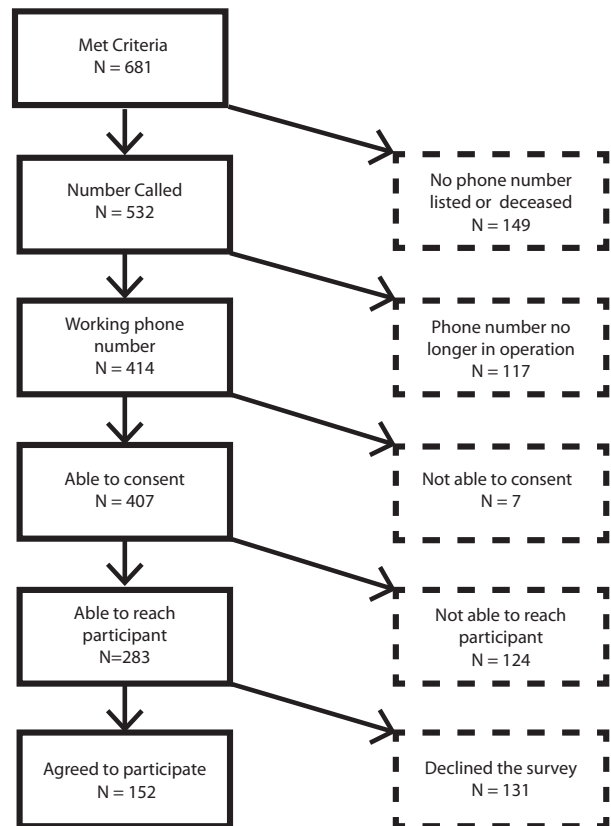 Met Criteria
N = 681
No phone number
listed or deceased
N = 149
Number Called
N = 532
Phone number no
longer in operation
N = 117
Working phone
number
N = 414
Not able to consent
N = 7
Able to consent
N = 407
Not able to reach
participant
N = 124
Able to reach
participant
N=283
Declined the survey
N = 131
Agreed to participate
N = 152